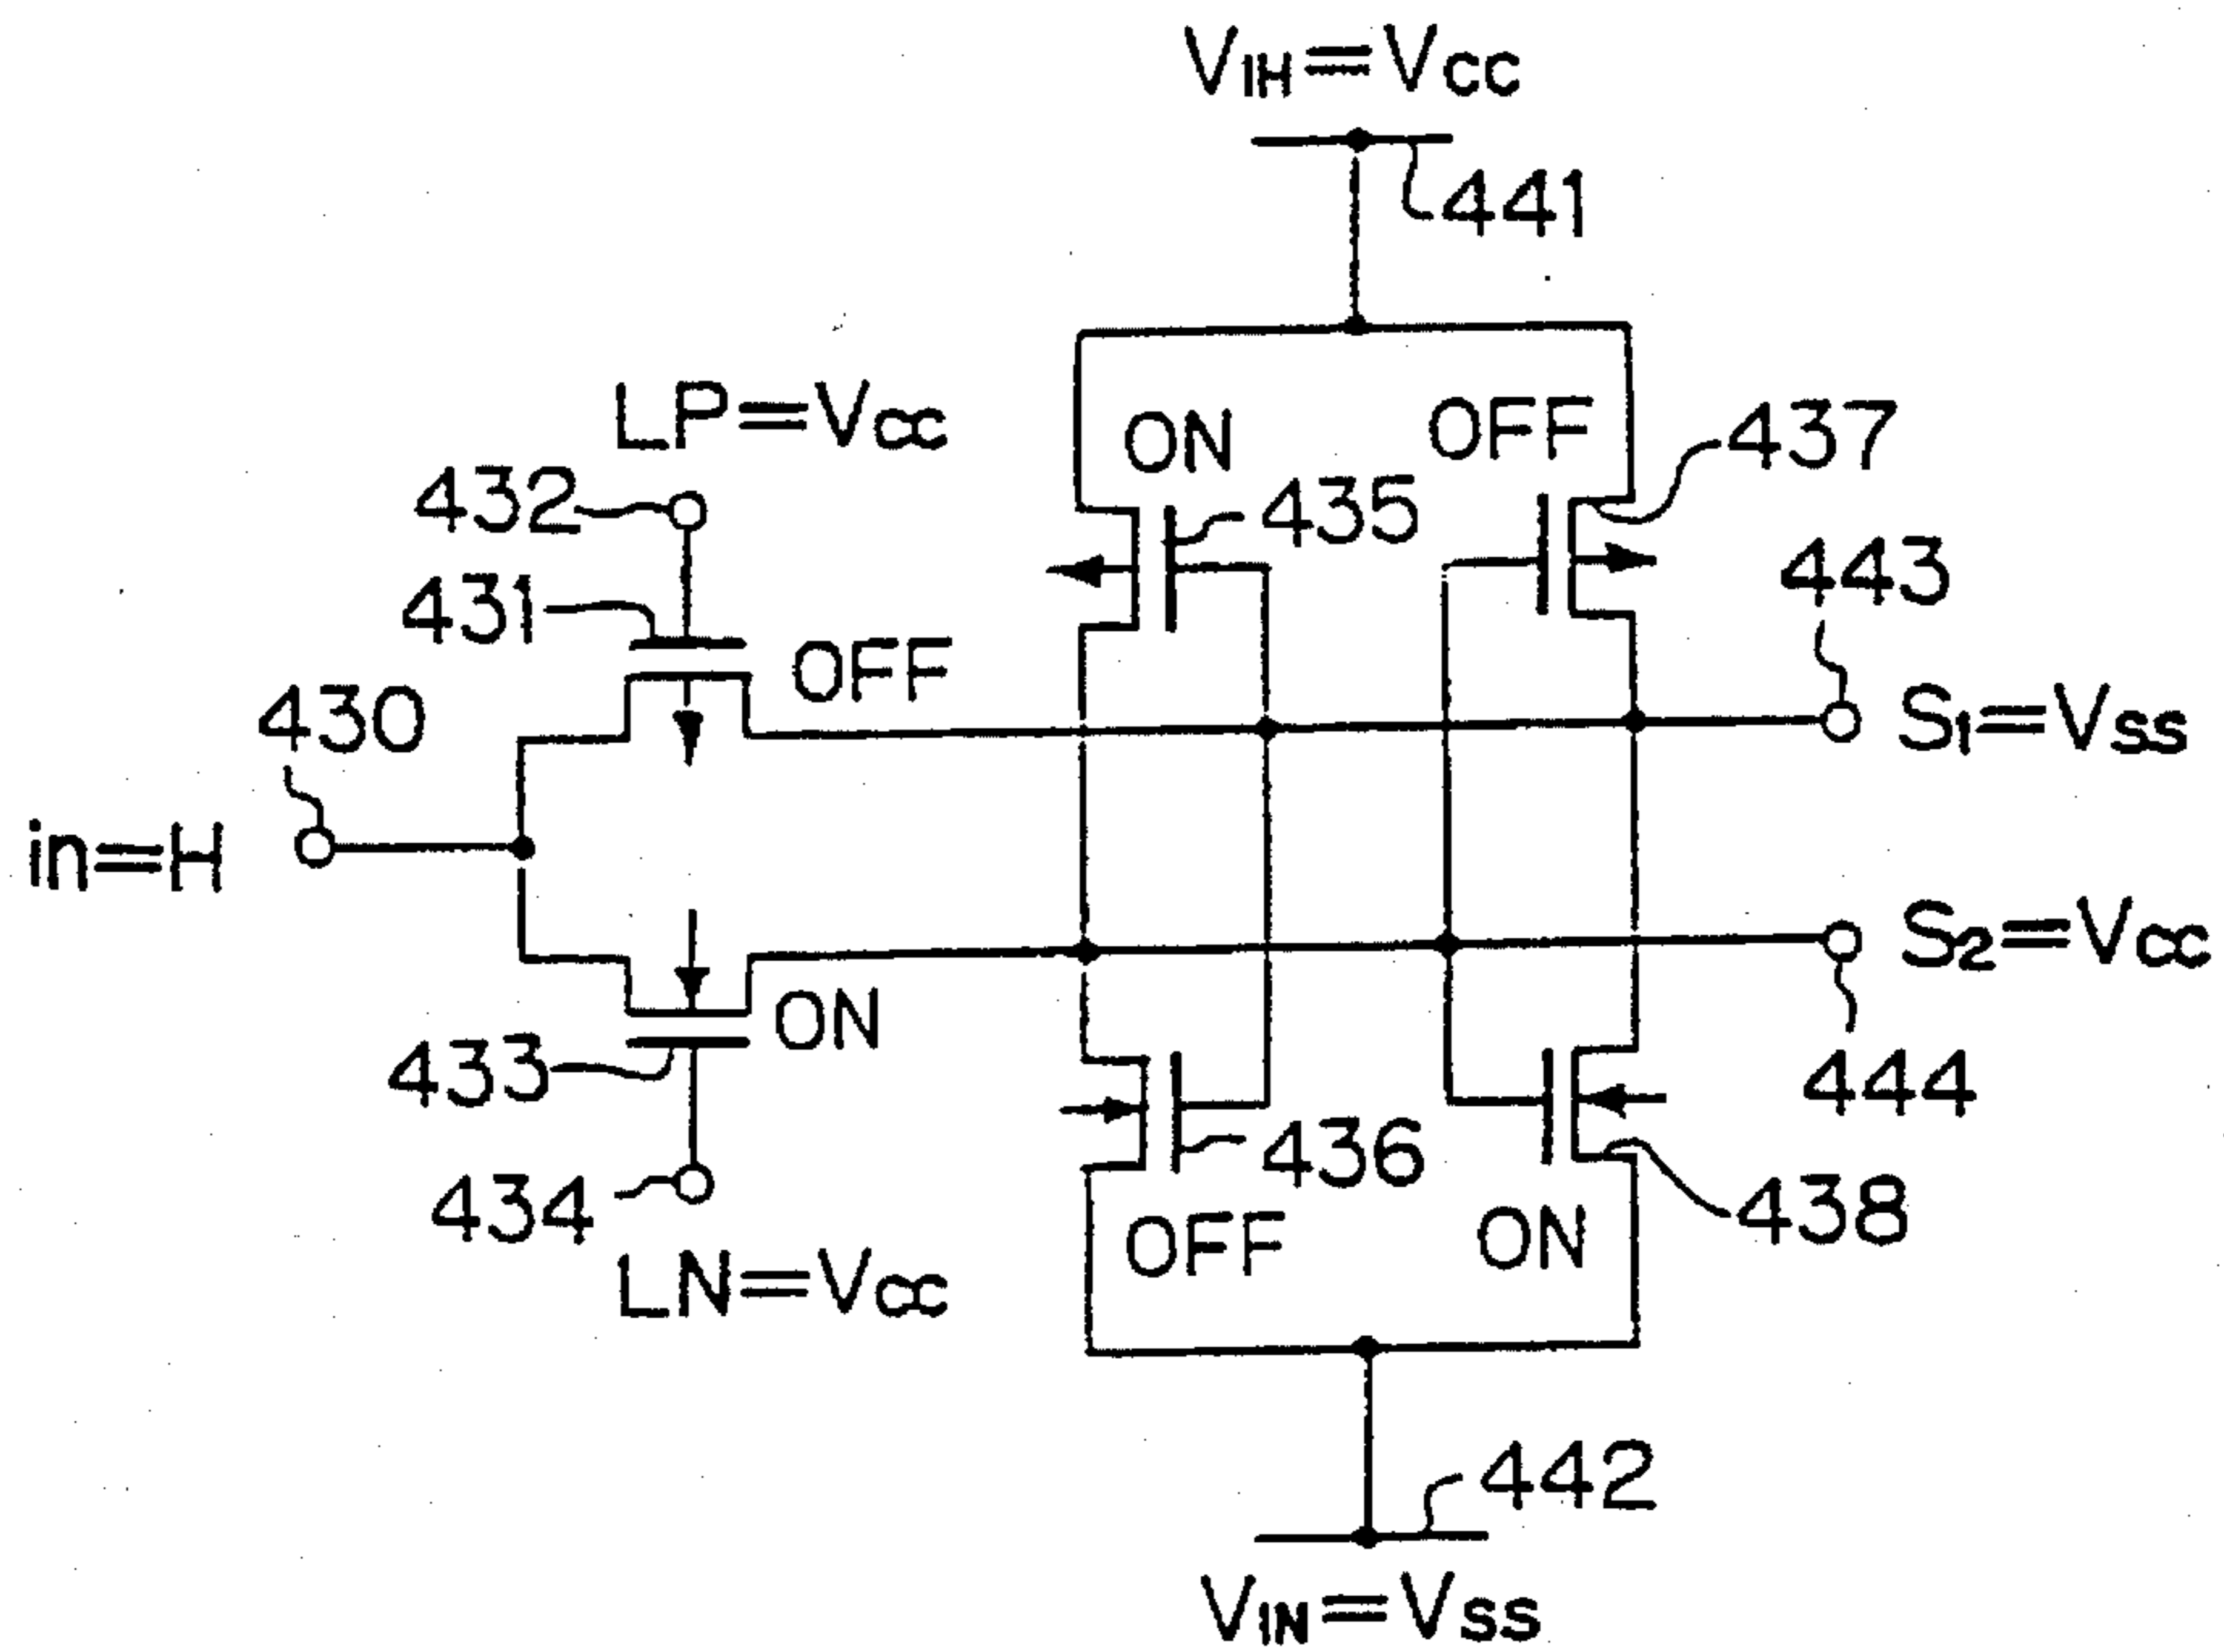 VIH=VCC
441
LP=VCC
ON
OFF
437
432
435
443
431
OFF
430
S1=VSS
in=H
S2=VCC
ON
433
444
436
434
438
OFF
ON
LN=VCC
442
VIN=VSS